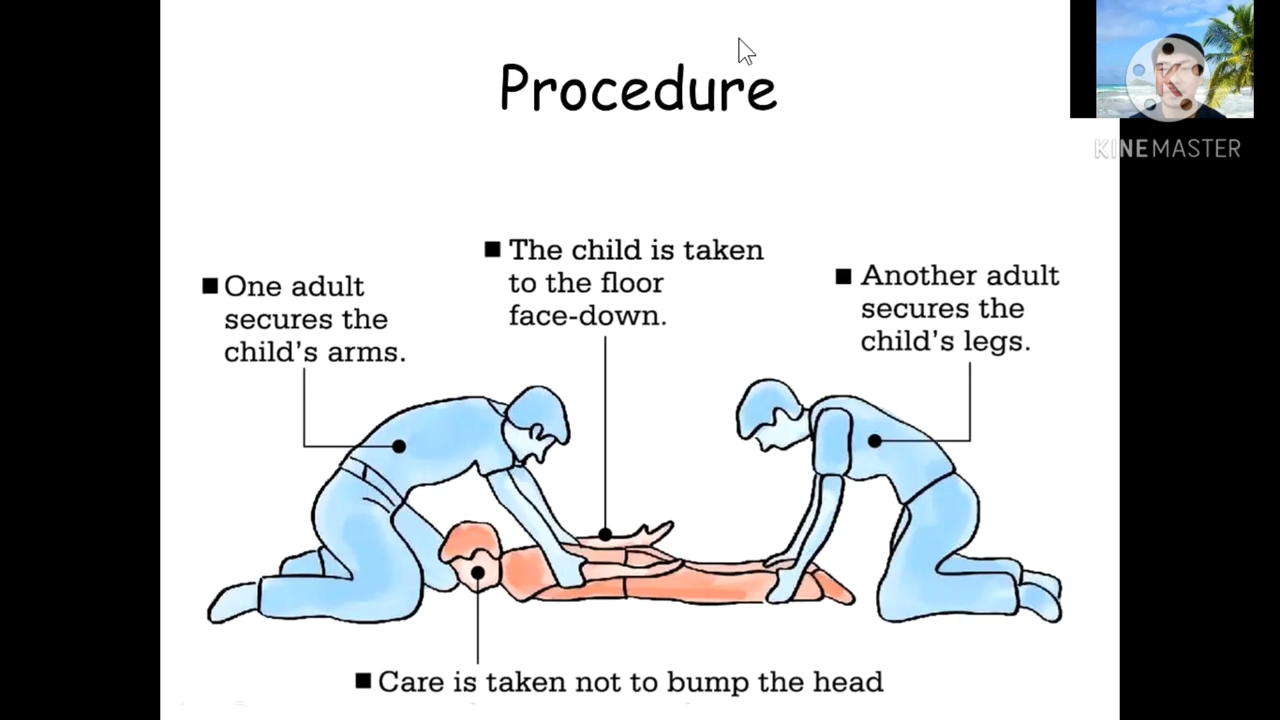 Procedure
KINEMASTER
■ The child is taken
to the floor
face-down.
■ One adult
secures the
child's arms.
■ Another adult
secures the
child's legs.
■ Care is taken not to bump the head